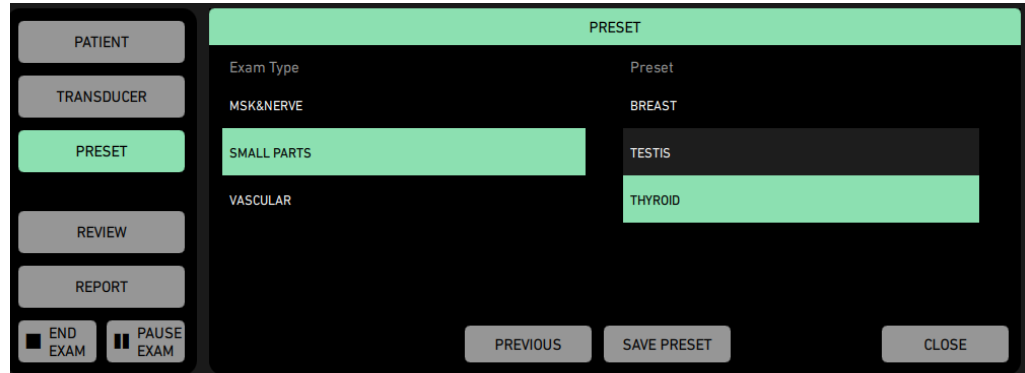 PATIENT
TRANSDUCER
PRESET
REVIEW
REPORT
END
EXAM
PAUSE
EXAM
PRESET
Exam Type
MSK&NERVE
SMALL PARTS
VASCULAR
Preset
BREAST
TESTIS
THYROID
PREVIOUS
SAVE PRESET
CLOSE